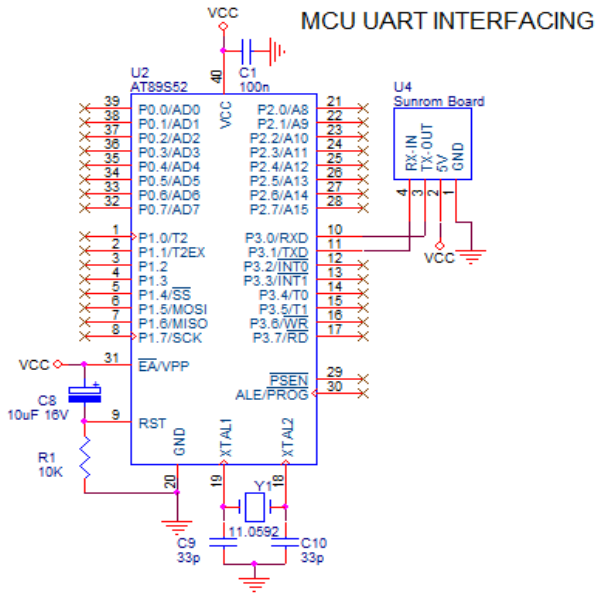 MCU UART INTERFACING
VCC
C1
100n
40
VCC
U2
AT89S52
39 P0.0/AD0
38 P0.1/AD1
37 P0.2/AD2
36 P0.3/AD3
35 P0.4/AD4
34 P0.5/AD5
33 P0.6/AD6
32 P0.7/AD7
1 P1.0/T2
2 P1.1/T2EX
3 P1.2
4 P1.3
5 P1.4/SS
6 P1.5/MOSI
7 P1.6/MISO
8 P1.7/SCK
P2.0/A8 21
P2.1/A9 22
P2.2/A10 23
P2.3/A11 24
P2.4/A12 25
P2.5/A13 26
P2.6/A14 27
P2.7/A15 28
P3.0/RXD 10
P3.1/TXD 11
P3.2/INT0 12
P3.3/INT1 13
P3.4/T0 14
P3.5/T1 15
P3.6/WR 16
P3.7/RD 17
PSEN 29
ALE/PROG 30
U4
Sunrom Board
RX-IN
TX-OUT
5V
GND
4
3
2
1
VCC
VCC
31 EA/VPP
C8
+
10uF 16V
9 RST
R1
10K
GND
20
XTAL1
19
XTAL2
18
Y1
11.0592
C9
33p
C10
33p